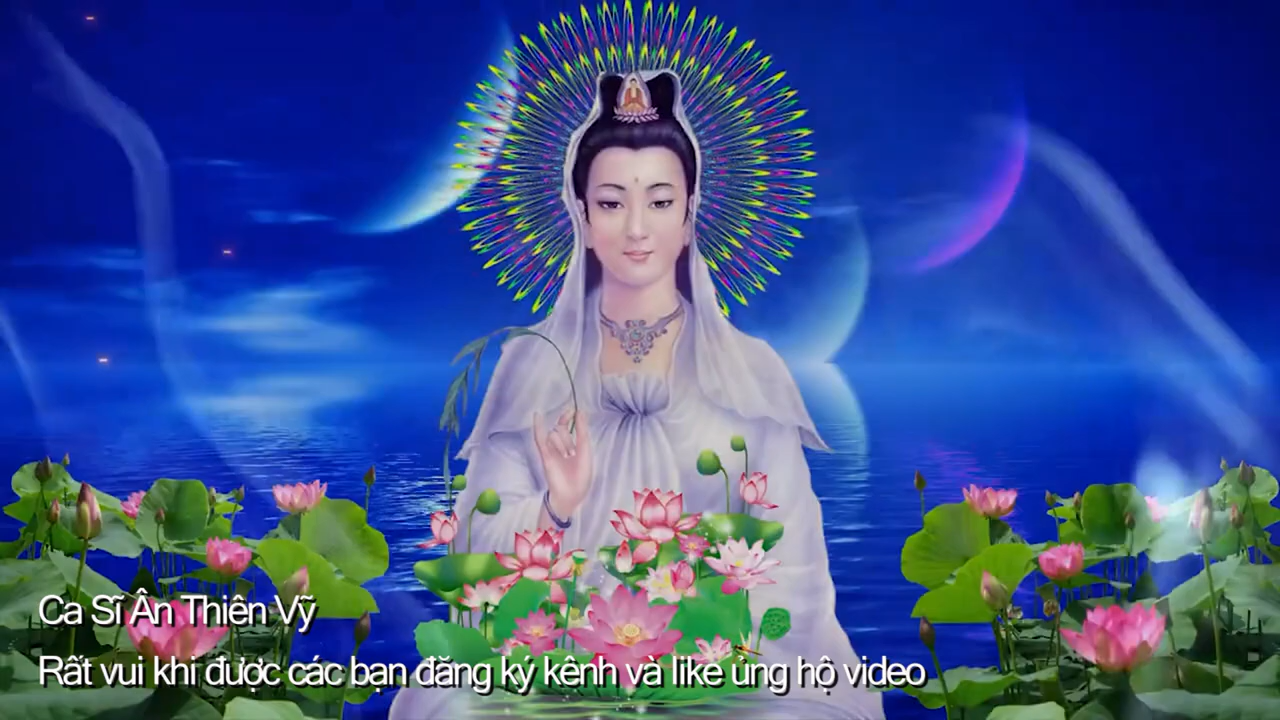 Ca Sĩ Ân Thiên Vỹ
Rất vui khi được các bạn đăng ký kênh và like ủng hộ video